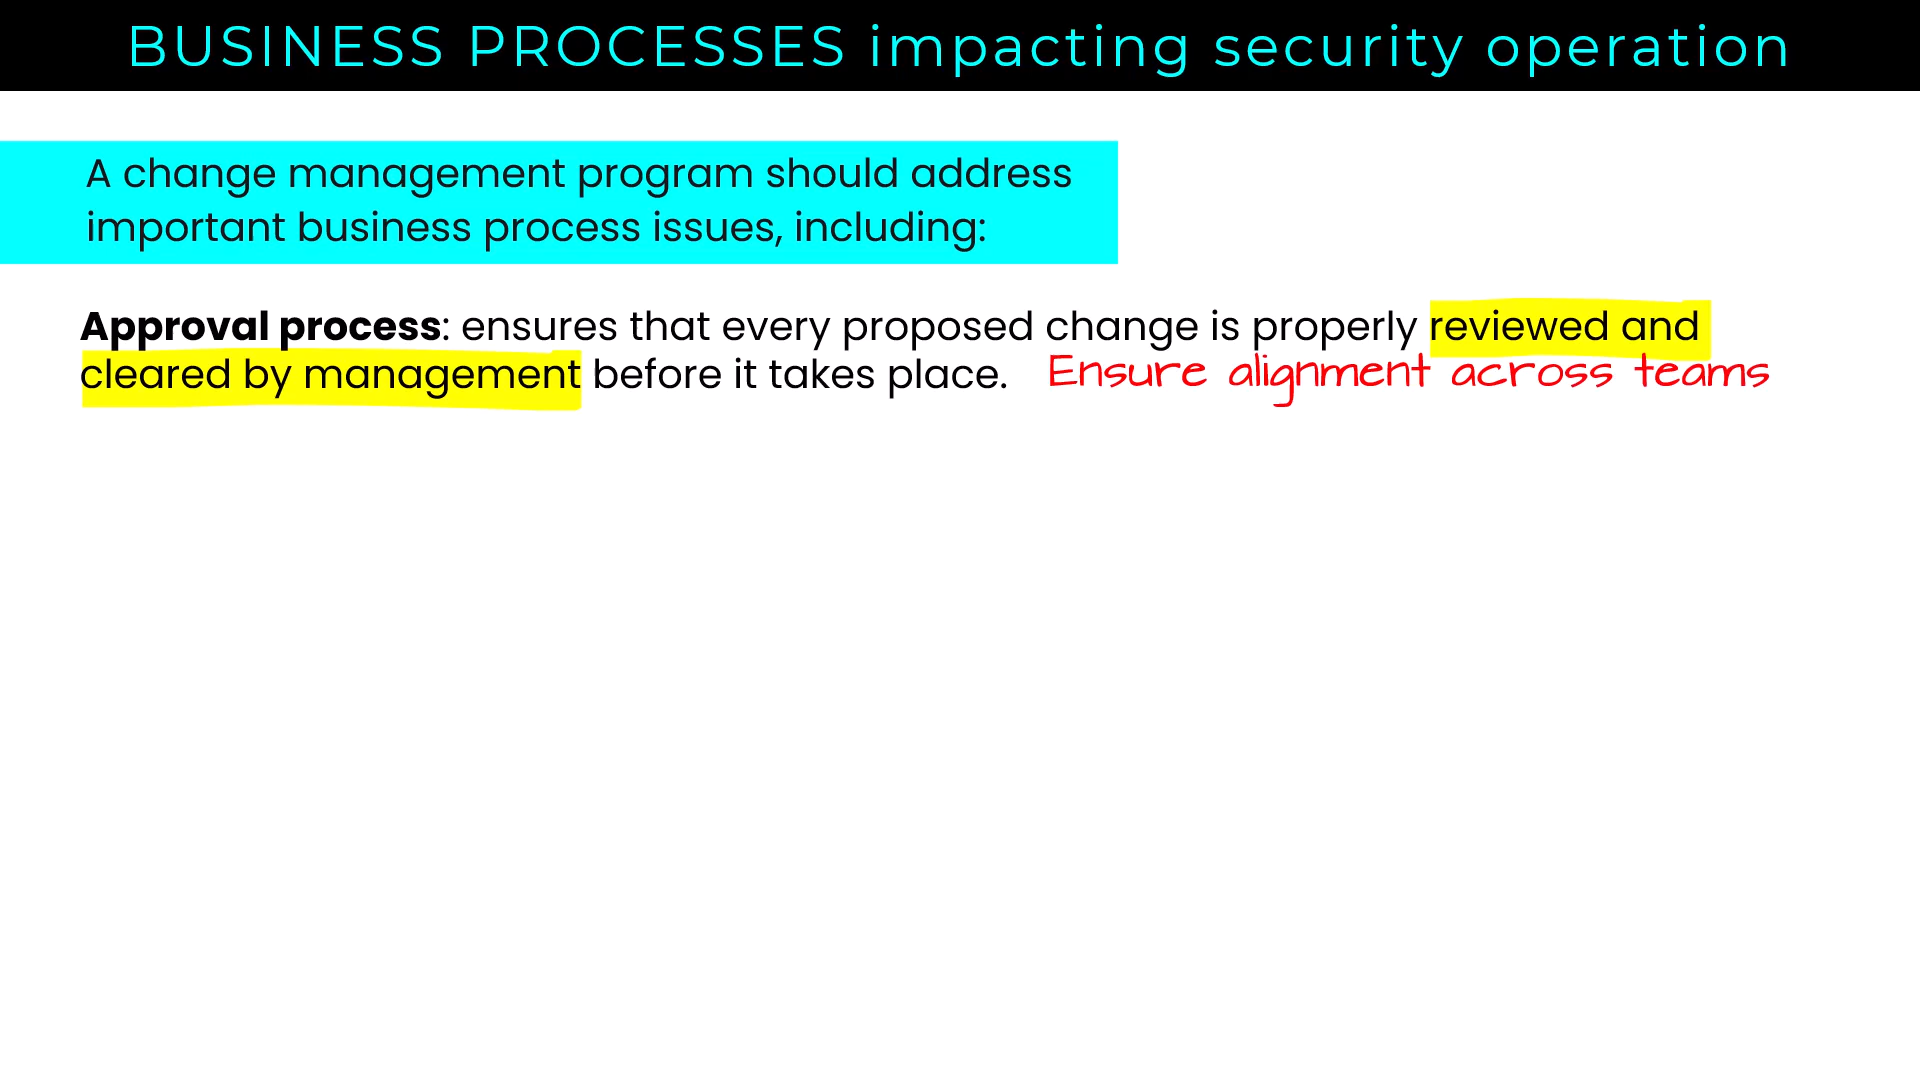 BUSINESS PROCESSES impacting security operation
A change management program should address
important business process issues, including:
Approval process: ensures that every proposed change is properly reviewed and
cleared by management before it takes place. Ensure alignment across teams